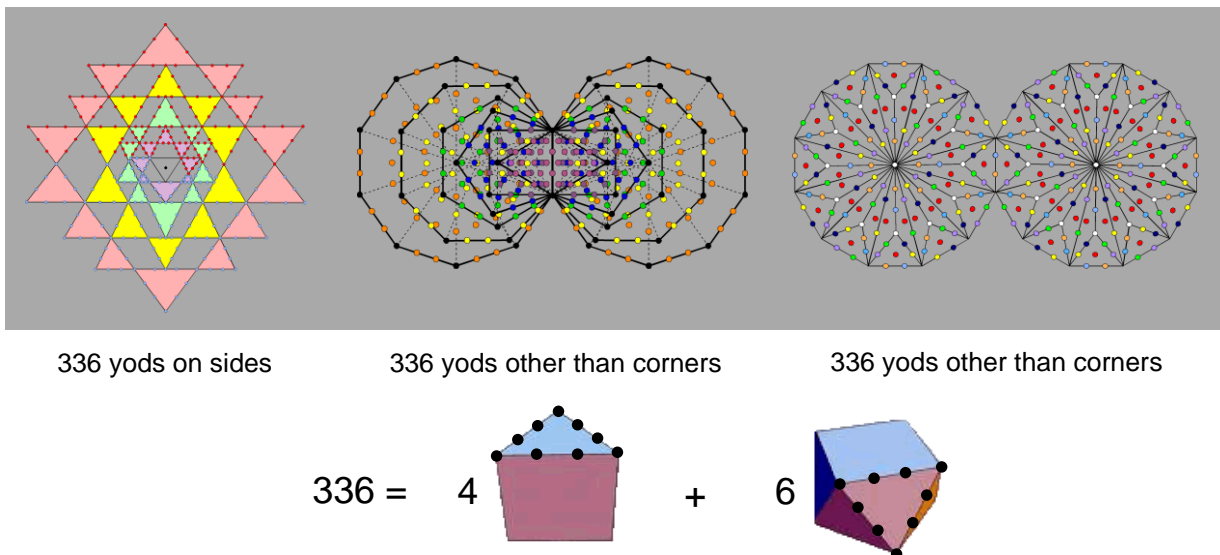 336 yods on sides
336 yods other than corners
336 yods other than corners
336 = 4 + 6